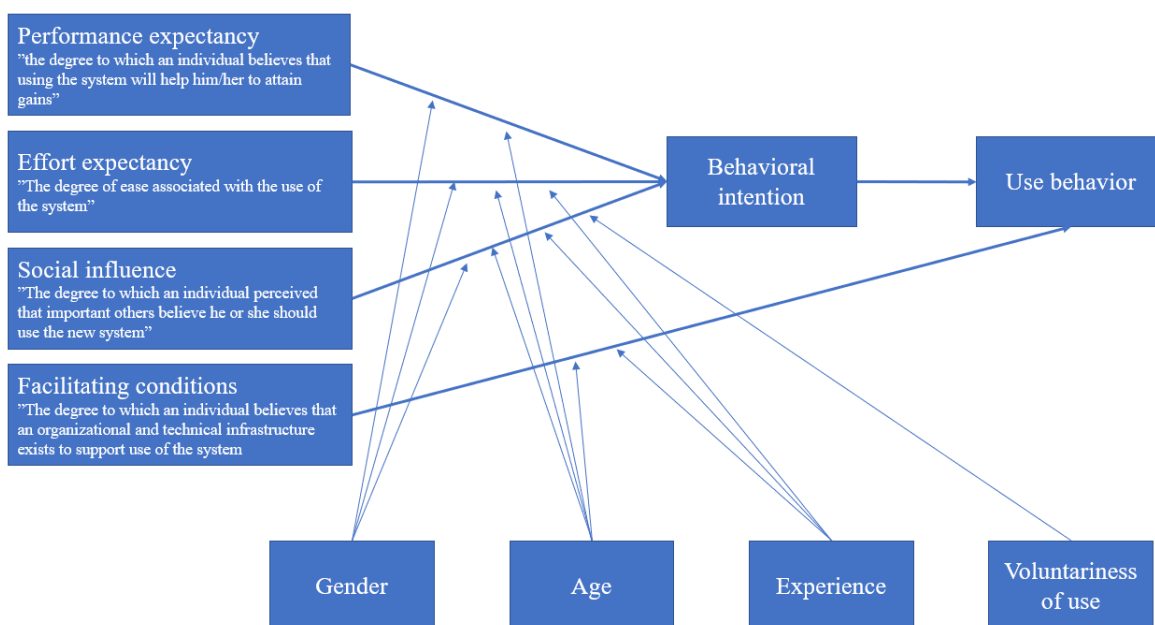 Performance expectancy
”the degree to which an individual believes that
using the system will help him/her to attain
gains”
Effort expectancy
”The degree of ease associated with the use of
the system”
Social influence
”The degree to which an individual perceived
that important others believe he or she should
use the new system”
Facilitating conditions
”The degree to which an individual believes that
an organizational and technical infrastructure
exists to support use of the system
Behavioral
intention
Use behavior
Gender
Age
Experience
Voluntariness
of use